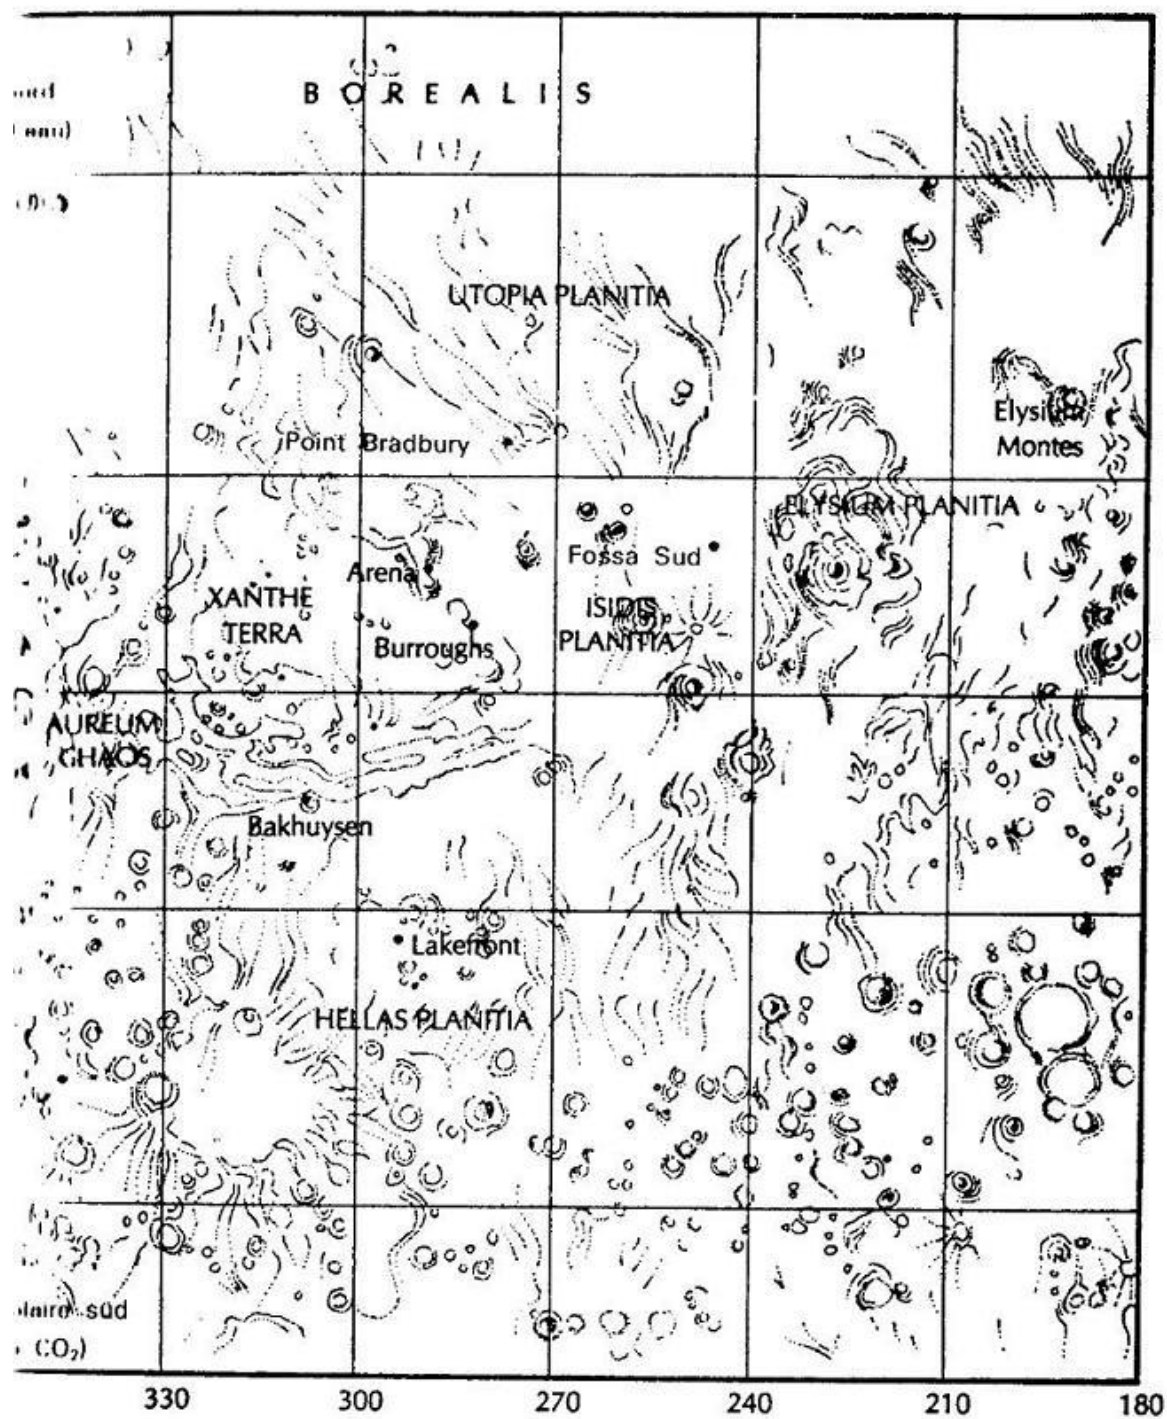 BOREALIS
UTOPIA PLANITIA
Elysium
Montes
Point Bradbury
ELYSIUM PLANITIA
Fossa Sud
Arena
XANTHE
TERRA
ISIDIS
PLANITIA
Burroughs
AUREUM
CHAOS
Bakhuysen
Lakefront
HELLAS PLANITIA
sud
CO₂)
330 300 270 240 210 180